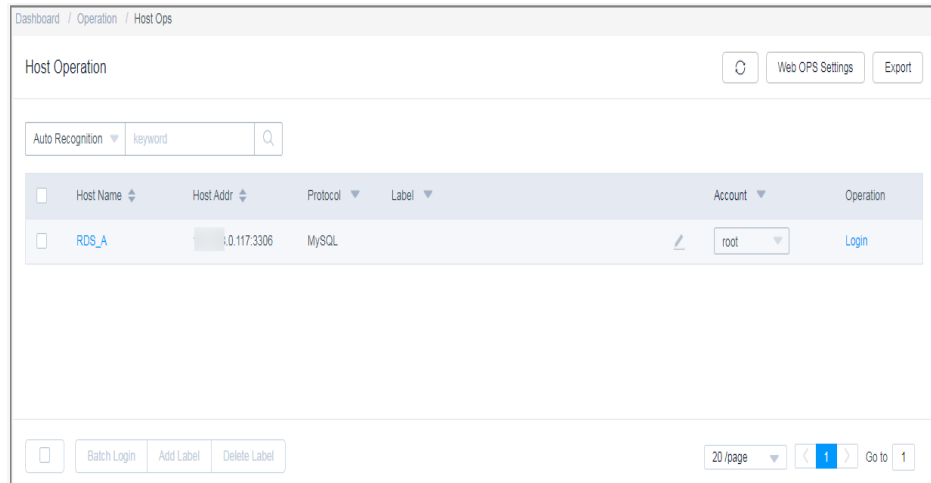 Dashboard / Operation / Host Ops
Host Operation
Web OPS Settings
Export
Auto Recognition
keyword
Host Name
Host Addr
Protocol
Label
Account
Operation
RDS_A
.0.117:3306
MySQL
root
Login
Batch Login
Add Label
Delete Label
20 /page
1
Go to
1